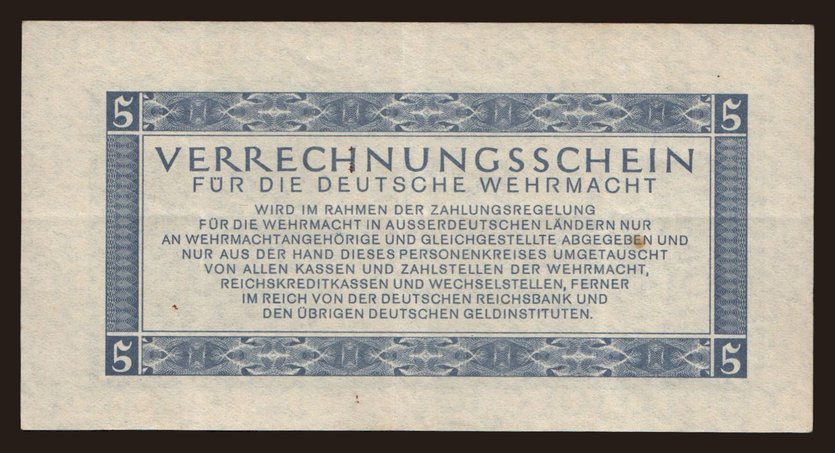 5 5
VERRECHNUNGSSCHEIN
FÜR DIE DEUTSCHE WEHRMACHT
WIRD IM RAHMEN DER ZAHLUNGSREGELUNG
FÜR DIE WEHRMACHT IN AUSSERDEUTSCHEN LÄNDERN NUR
AN WEHRMACHTANGEHÖRIGE UND GLEICHGESTELLTE ABGEGEBEN UND
NUR AUS DER HAND DIESES PERSONENKREISES UMGETAUSCHT
VON ALLEN KASSEN UND ZAHLSTELLEN DER WEHRMACHT,
REICHSKREDITKASSEN UND WECHSELSTELLEN, FERNER
IM REICH VON DER DEUTSCHEN REICHSBANK UND
DEN ÜBRIGEN DEUTSCHEN GELDINSTITUTEN.
5 5